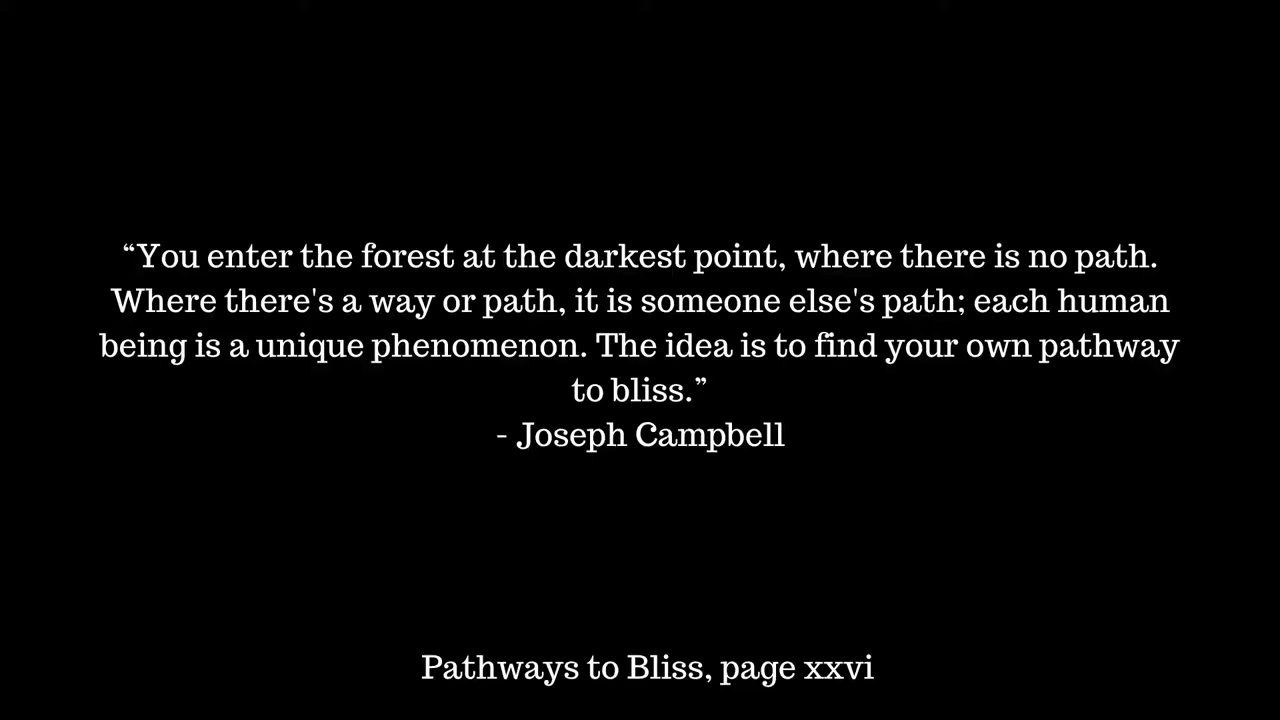 “You enter the forest at the darkest point, where there is no path.
Where there's a way or path, it is someone else's path; each human
being is a unique phenomenon. The idea is to find your own pathway
to bliss.”
- Joseph Campbell
Pathways to Bliss, page xxvi